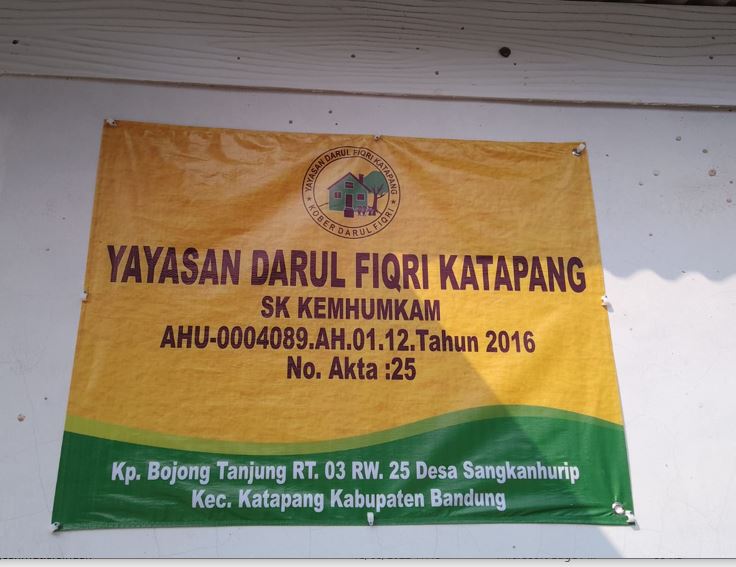 YAYASAN DARUL FIQRI KATAPANG
KOBER DARUL FIQRI
YAYASAN DARUL FIQRI KATAPANG
SK KEMHUMKAM
AHU-0004089.AH.01.12.Tahun 2016
No. Akta :25
Kp. Bojong Tanjung RT. 03 RW. 25 Desa Sangkanhurip
Kec. Katapang Kabupaten Bandung